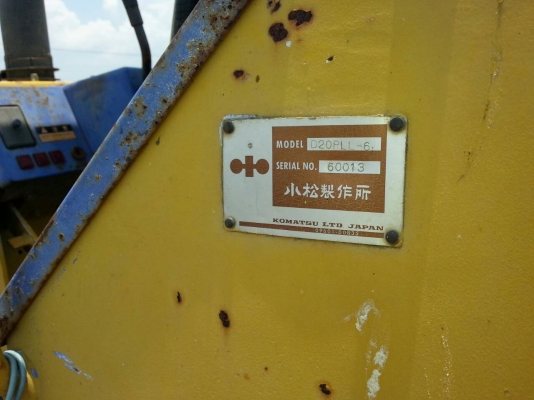 MODEL D20PLL-6
SERIAL NO. 60013
小松製作所
KOMATSU LTD. JAPAN